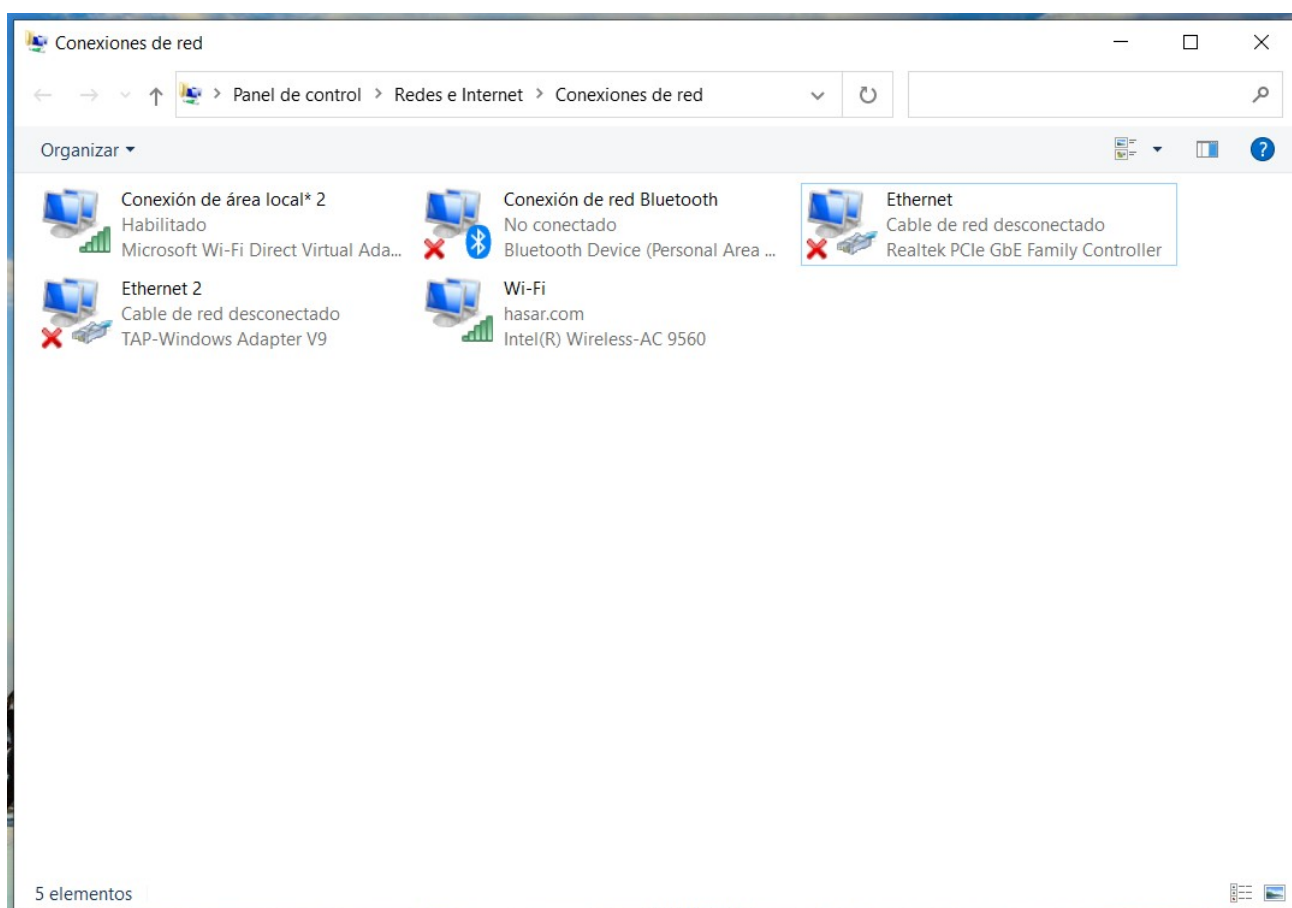 Conexiones de red
Panel de control > Redes e Internet > Conexiones de red
Organizar
Conexión de área local* 2
Habilitado
Microsoft Wi-Fi Direct Virtual Ada...
Conexión de red Bluetooth
No conectado
Bluetooth Device (Personal Area ...
Ethernet
Cable de red desconectado
Realtek PCIe GbE Family Controller
Ethernet 2
Cable de red desconectado
TAP-Windows Adapter V9
Wi-Fi
hasar.com
Intel(R) Wireless-AC 9560
5 elementos